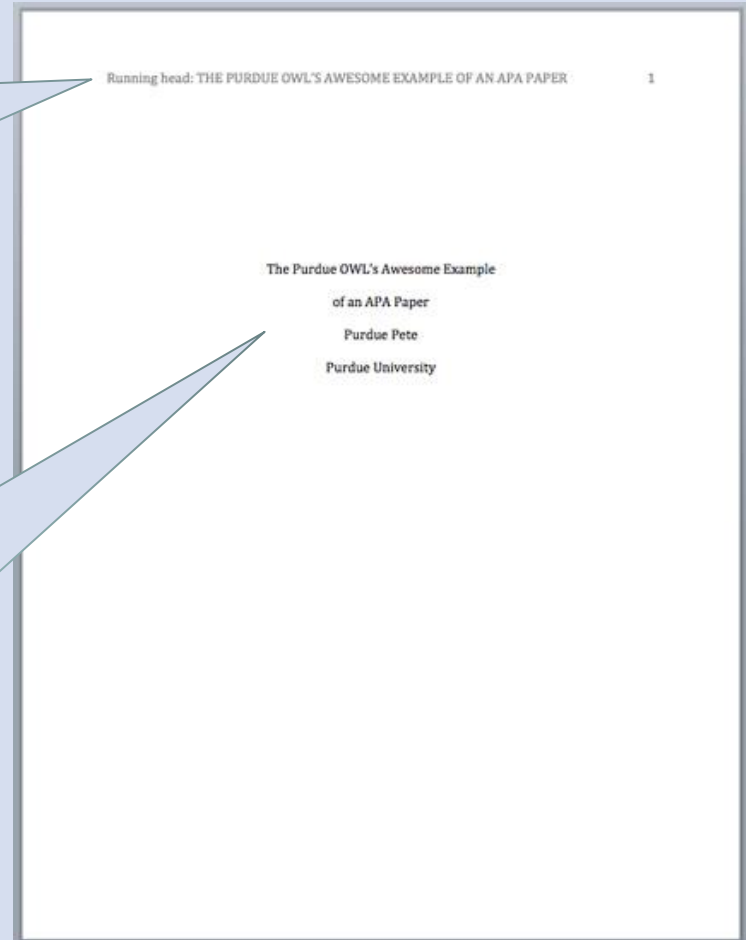 Running head: THE PURDUE OWL'S AWESOME EXAMPLE OF AN APA PAPER 1
The Purdue OWL's Awesome Example
of an APA Paper
Purdue Pete
Purdue University